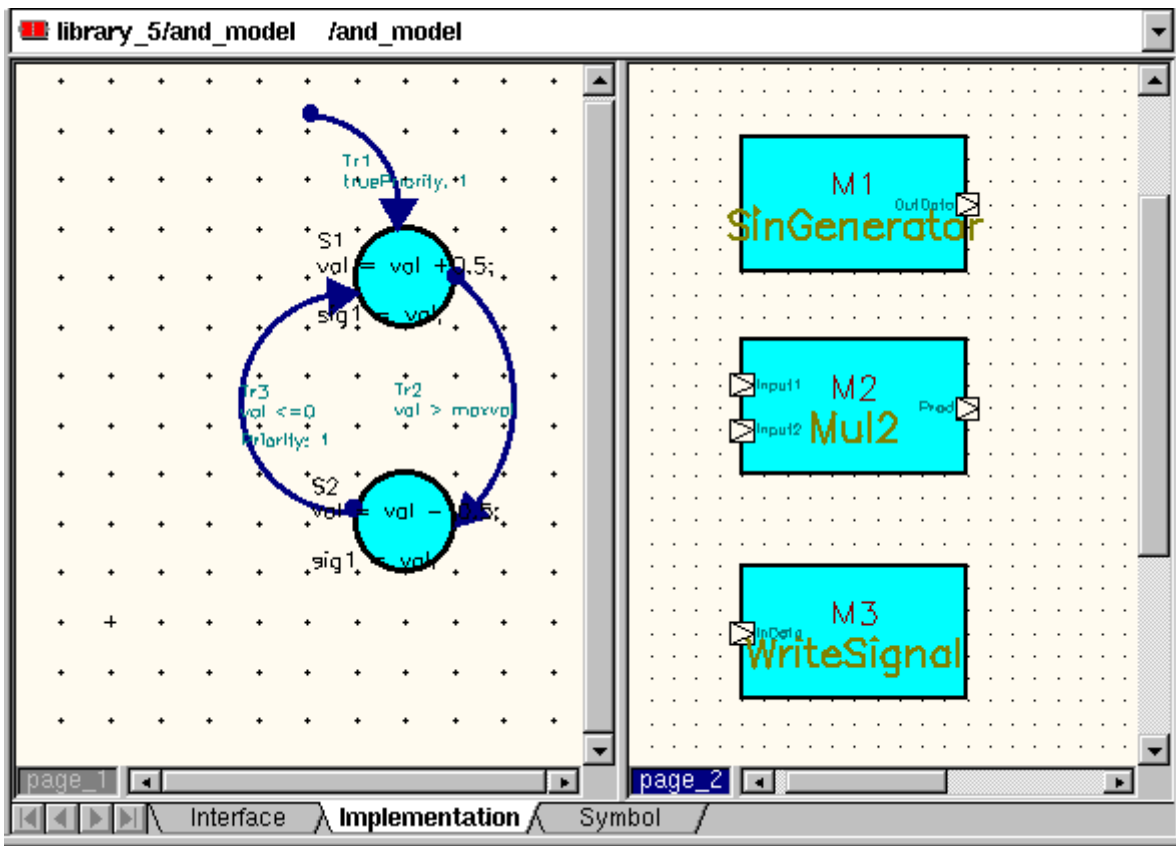 library_5/and_model /and_model
Tr1
truePriority: 1
S1
val = val + 0.5;
sig1 = val;
Tr3
val <=0
Priority: 1
Tr2
val > maxval
S2
val = val - 0.5;
sig1 = val;
M1
OutData
SinGenerator
Input1
M2
Prod
Input2
Mul2
M3
InData
WriteSignal
page_1
page_2
Interface
Implementation
Symbol